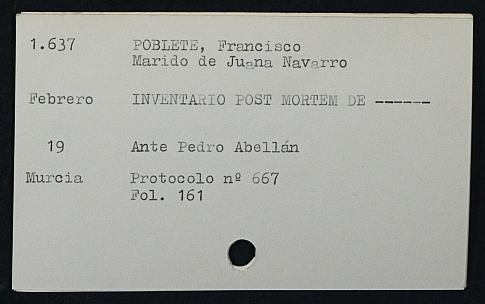 1.637 POBLETE, Francisco
Marido de Juana Navarro
Febrero INVENTARIO POST MORTEM DE ------
19 Ante Pedro Abellán
Murcia Protocolo nº 667
Fol. 161